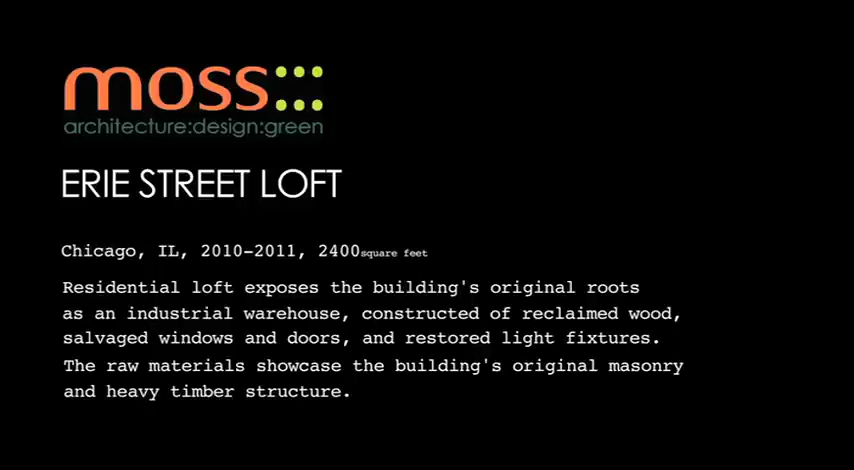 moss:::
architecture:design:green
ERIE STREET LOFT
Chicago, IL, 2010-2011, 2400square feet
Residential loft exposes the building's original roots
as an industrial warehouse, constructed of reclaimed wood,
salvaged windows and doors, and restored light fixtures.
The raw materials showcase the building's original masonry
and heavy timber structure.